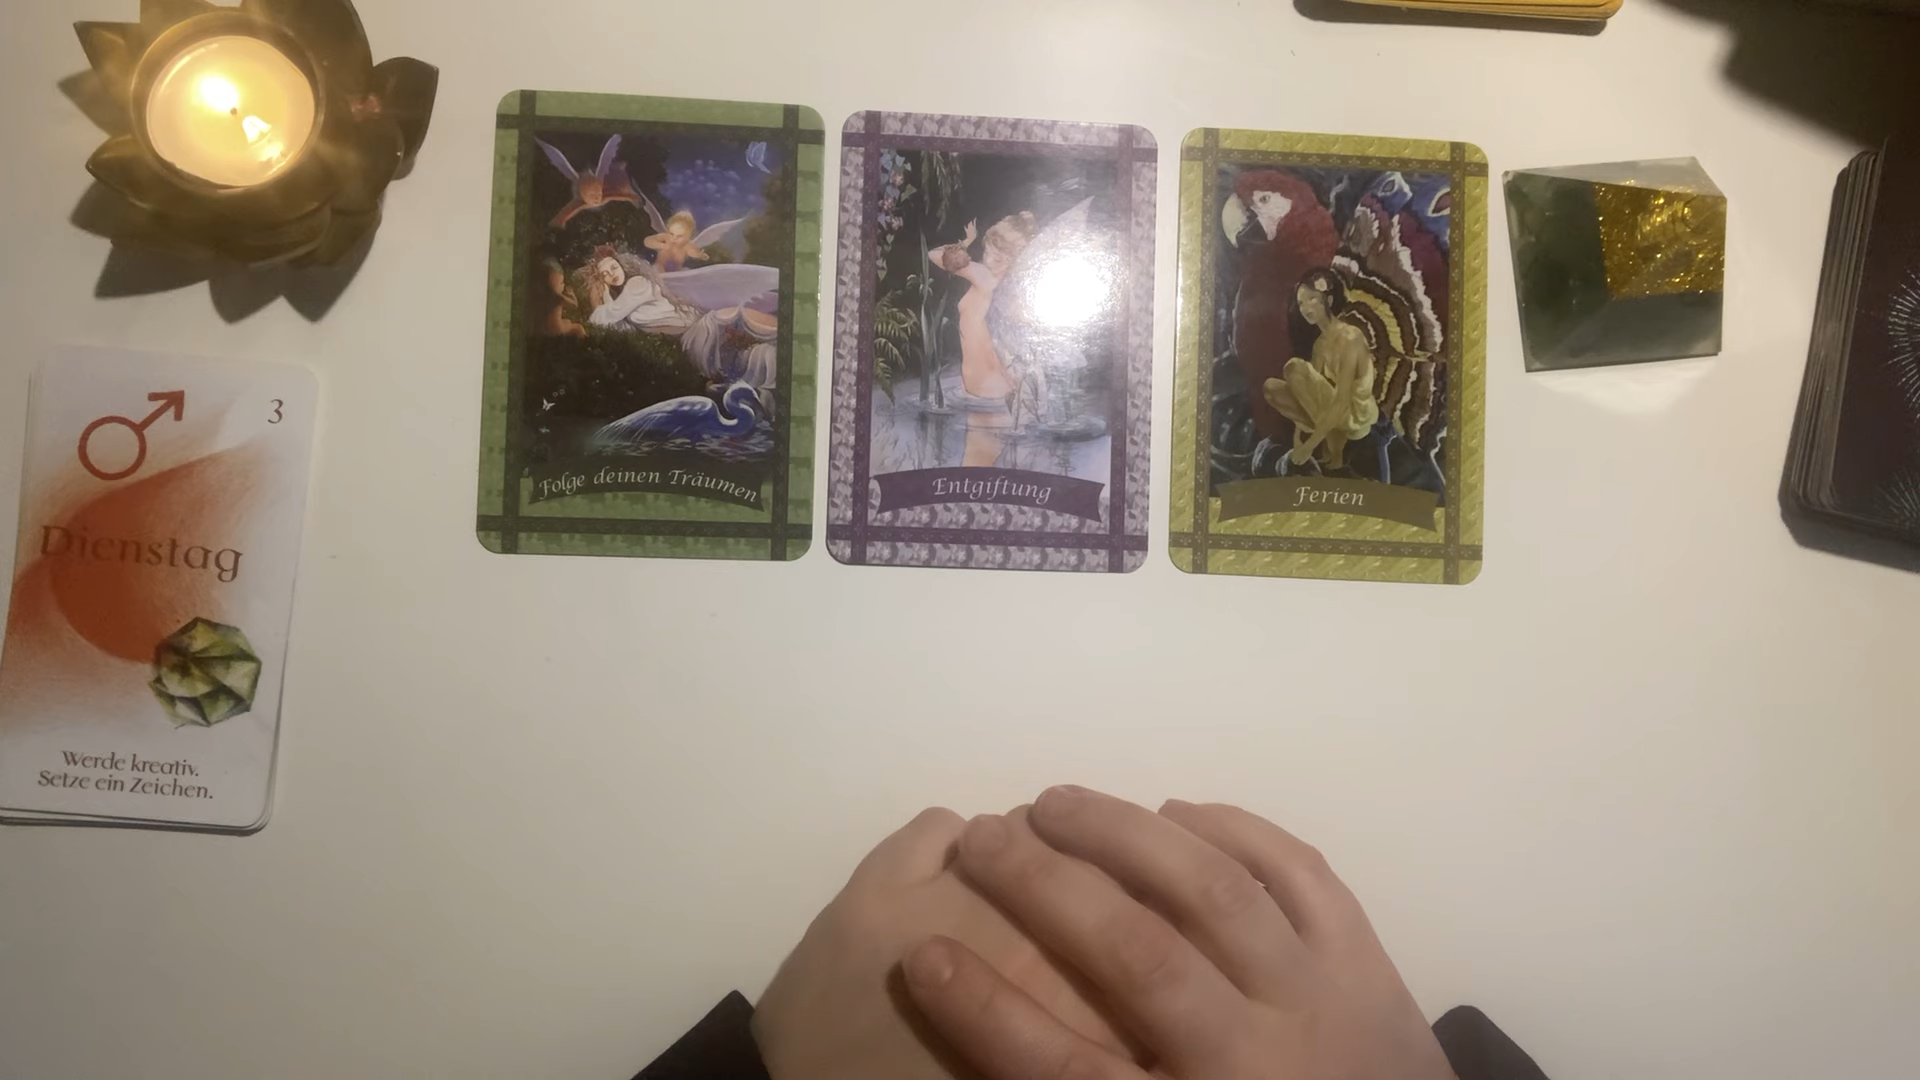 3
Dienstag
Werde kreativ.
Setze ein Zeichen.
Folge deinen Träumen
Entgiftung
Ferien